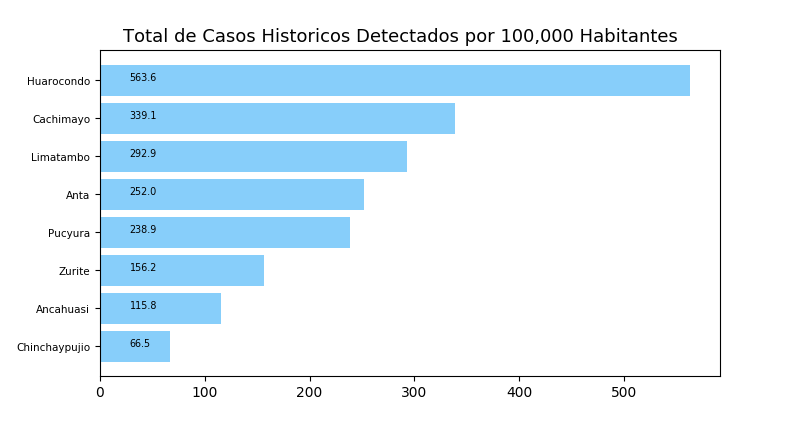 Total de Casos Historicos Detectados por 100,000 Habitantes
Huarocondo 563.6
Cachimayo 339.1
Limatambo 292.9
Anta 252.0
Pucyura 238.9
Zurite 156.2
Ancahuasi 115.8
Chinchaypujio 66.5
0 100 200 300 400 500